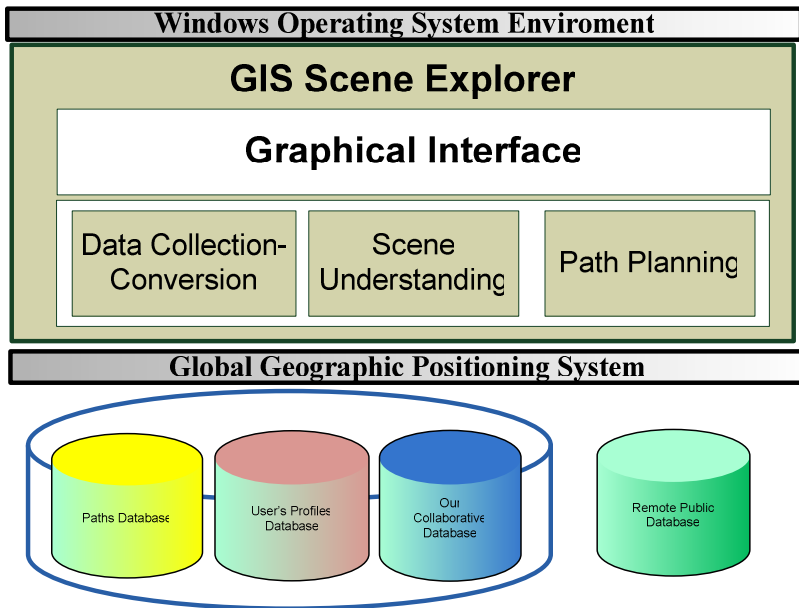 Windows Operating System Enviroment
GIS Scene Explorer
Graphical Interface
Data Collection-
Conversion
Scene
Understanding
Path Planning
Global Geographic Positioning System
Paths Database
User's Profiles
Database
Our
Collaborative
Database
Remote Public
Database